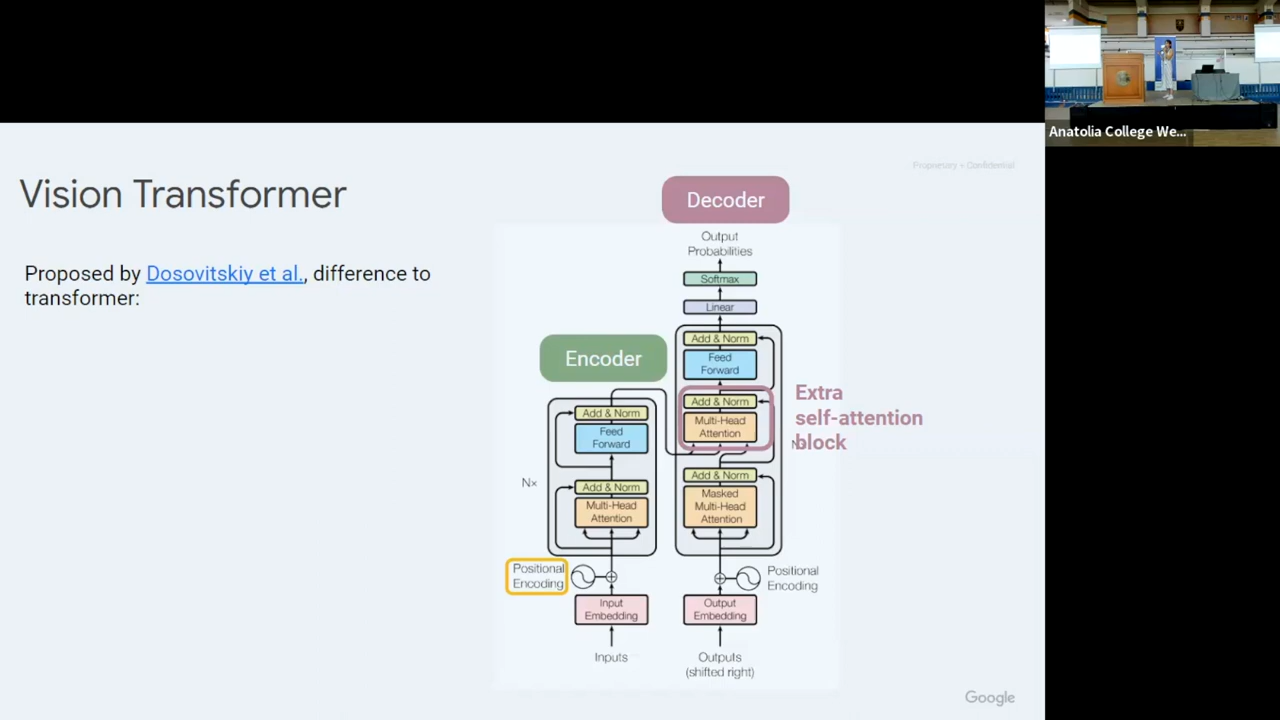 Anatolia College We...
Proprietary + Confidential
Vision Transformer
Proposed by Dosovitskiy et al., difference to
transformer:
Decoder
Output
Probabilities
Softmax
Linear
Add & Norm
Feed
Forward
Add & Norm
Multi-Head
Attention
Add & Norm
Masked
Multi-Head
Attention
Positional
Encoding
Output
Embedding
Outputs
(shifted right)
Extra
self-attention
block
Encoder
Add & Norm
Feed
Forward
Nx
Add & Norm
Multi-Head
Attention
Positional
Encoding
Input
Embedding
Inputs
Google